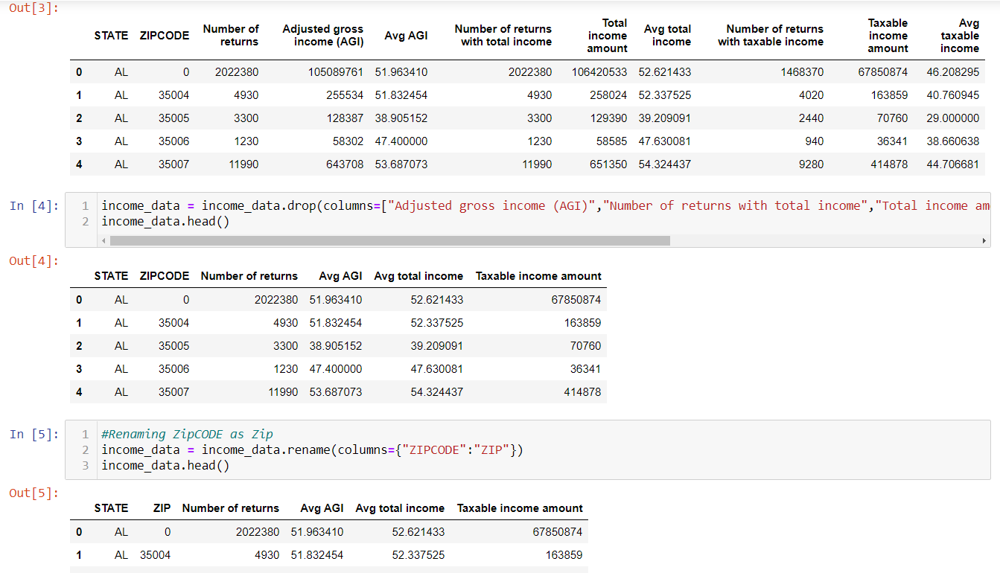 Out[3]:
STATE ZIPCODE Number of returns Adjusted gross income (AGI) Avg AGI Number of returns with total income Total income amount Avg total income Number of returns with taxable income Taxable income amount Avg taxable income
0 AL 0 2022380 105089761 51.963410 2022380 106420533 52.621433 1468370 67850874 46.208295
1 AL 35004 4930 255534 51.832454 4930 258024 52.337525 4020 163859 40.760945
2 AL 35005 3300 128387 38.905152 3300 129390 39.209091 2440 70760 29.000000
3 AL 35006 1230 58302 47.400000 1230 58585 47.630081 940 36341 38.660638
4 AL 35007 11990 643708 53.687073 11990 651350 54.324437 9280 414878 44.706681
In [4]:
1 income_data = income_data.drop(columns=["Adjusted gross income (AGI)","Number of returns with total income","Total income am
2 income_data.head()
Out[4]:
STATE ZIPCODE Number of returns Avg AGI Avg total income Taxable income amount
0 AL 0 2022380 51.963410 52.621433 67850874
1 AL 35004 4930 51.832454 52.337525 163859
2 AL 35005 3300 38.905152 39.209091 70760
3 AL 35006 1230 47.400000 47.630081 36341
4 AL 35007 11990 53.687073 54.324437 414878
In [5]:
1 #Renaming ZipCODE as Zip
2 income_data = income_data.rename(columns={"ZIPCODE":"ZIP"})
3 income_data.head()
Out[5]:
STATE ZIP Number of returns Avg AGI Avg total income Taxable income amount
0 AL 0 2022380 51.963410 52.621433 67850874
1 AL 35004 4930 51.832454 52.337525 163859